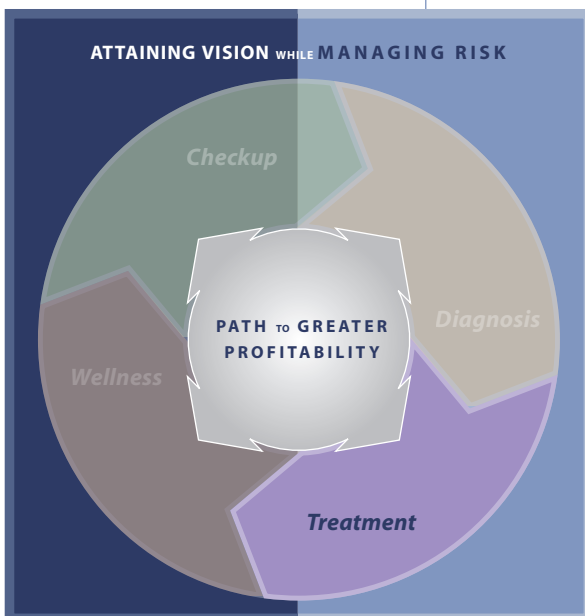 ATTAINING VISION WHILE MANAGING RISK
Checkup
Diagnosis
PATH TO GREATER
PROFITABILITY
Wellness
Treatment